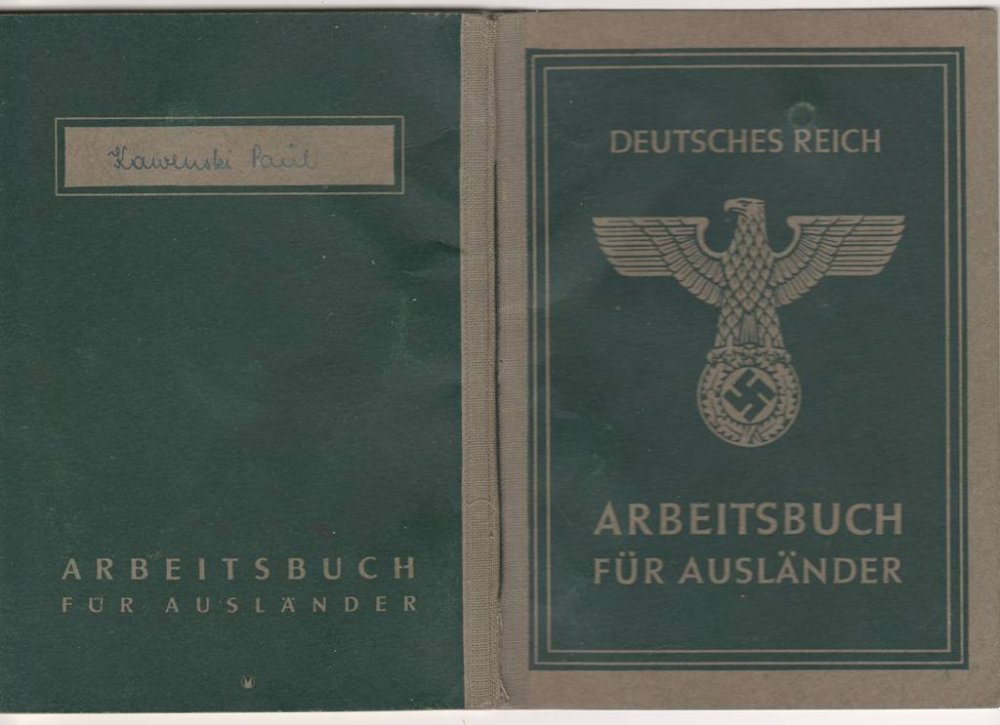 Kawenski Paul
ARBEITSBUCH
FÜR AUSLÄNDER
DEUTSCHES REICH
ARBEITSBUCH
FÜR AUSLÄNDER